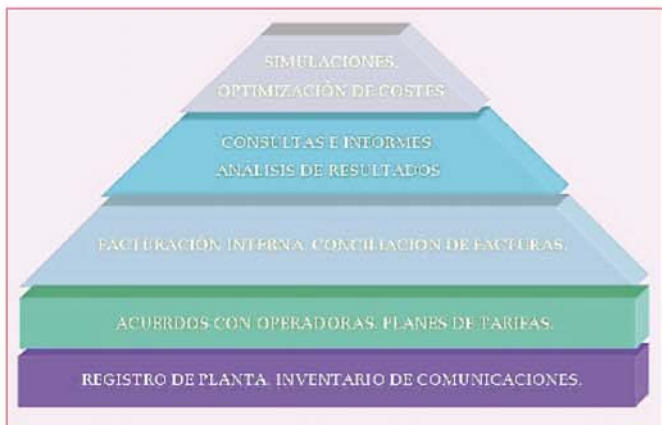 SIMULACIONES.
OPTIMIZACIÓN DE COSTES
CONSULTAS E INFORMES.
ANÁLISIS DE RESULTADOS
FACTURACIÓN INTERNA. CONCILIACIÓN DE FACTURAS.
ACUERDOS CON OPERADORAS. PLANES DE TARIFAS.
REGISTRO DE PLANTA. INVENTARIO DE COMUNICACIONES.